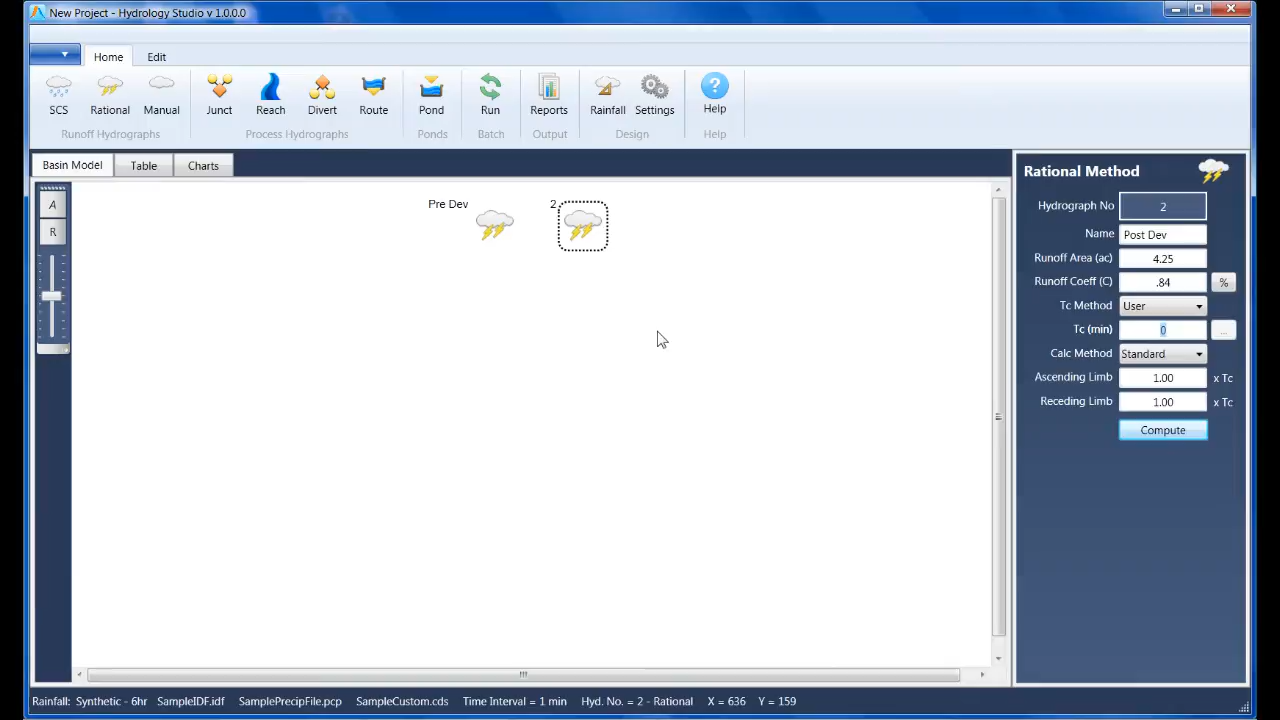 New Project - Hydrology Studio v 1.0.0.0
Home Edit
SCS Rational Manual Junct Reach Divert Route Pond Run Reports Rainfall Settings Help
Runoff Hydrographs Process Hydrographs Ponds Batch Output Design Help
Basin Model Table Charts
A
R
Pre Dev
2
Rational Method
Hydrograph No 2
Name Post Dev
Runoff Area (ac) 4.25
Runoff Coeff (C) .84 %
Tc Method User
Tc (min) 0 ...
Calc Method Standard
Ascending Limb 1.00 x Tc
Receding Limb 1.00 x Tc
Compute
Rainfall: Synthetic - 6hr SampleIDF.idf SamplePrecipFile.pcp SampleCustom.cds Time Interval = 1 min Hyd. No. = 2 - Rational X = 636 Y = 159